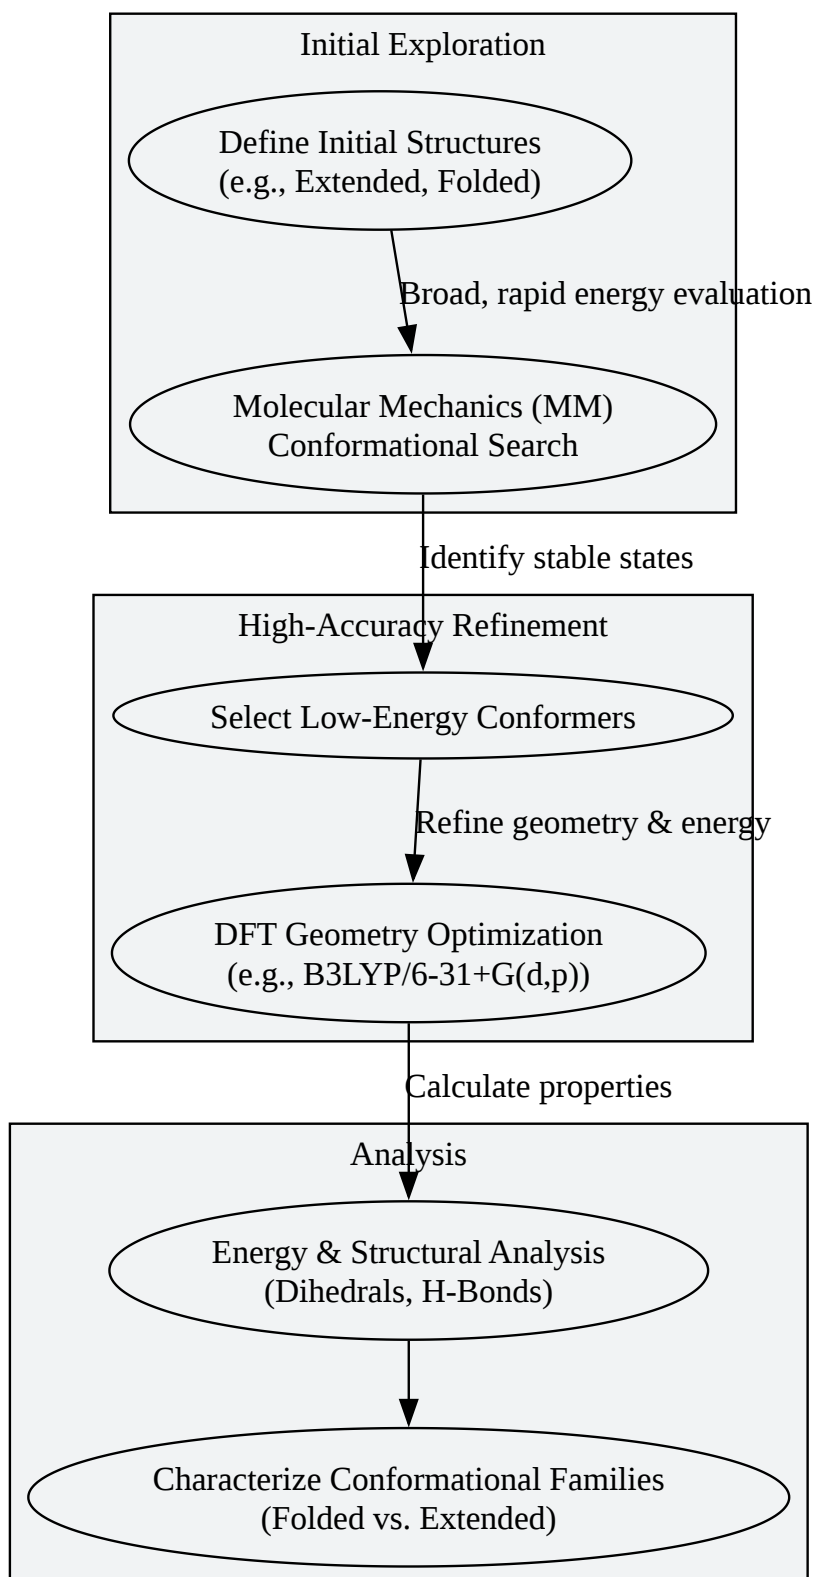 Initial Exploration
Define Initial Structures
(e.g., Extended, Folded)
Broad, rapid energy evaluation
Molecular Mechanics (MM)
Conformational Search
Identify stable states
High-Accuracy Refinement
Select Low-Energy Conformers
Refine geometry & energy
DFT Geometry Optimization
(e.g., B3LYP/6-31+G(d,p))
Calculate properties
Analysis
Energy & Structural Analysis
(Dihedrals, H-Bonds)
Characterize Conformational Families
(Folded vs. Extended)